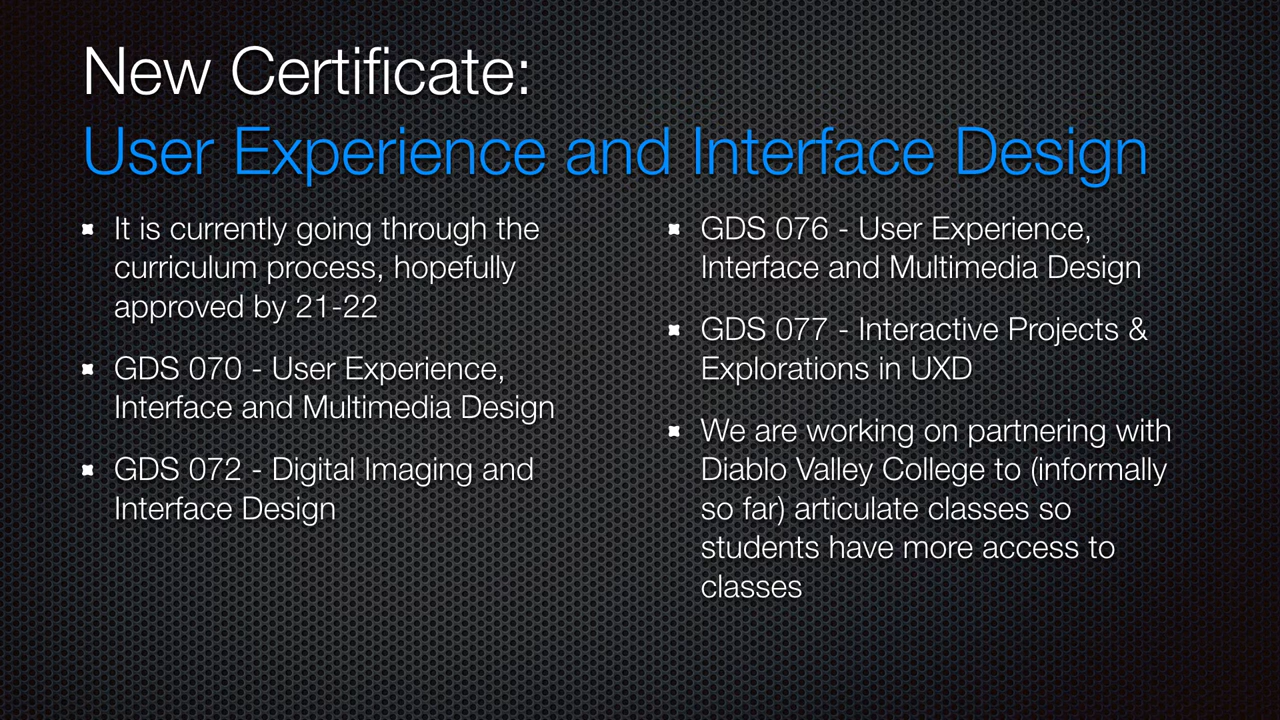 New Certificate:
User Experience and Interface Design
It is currently going through the
curriculum process, hopefully
approved by 21-22
GDS 070 - User Experience,
Interface and Multimedia Design
GDS 072 - Digital Imaging and
Interface Design
GDS 076 - User Experience,
Interface and Multimedia Design
GDS 077 - Interactive Projects &
Explorations in UXD
We are working on partnering with
Diablo Valley College to (informally
so far) articulate classes so
students have more access to
classes